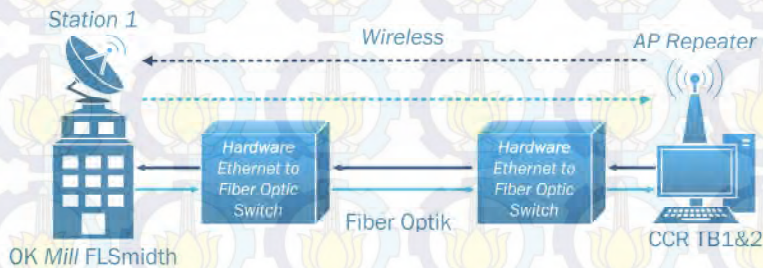 Station 1
Wireless
AP Repeater
Hardware
Ethernet to
Fiber Optic
Switch
Hardware
Ethernet to
Fiber Optic
Switch
Fiber Optik
OK Mill FLSmidth
CCR TB1&2